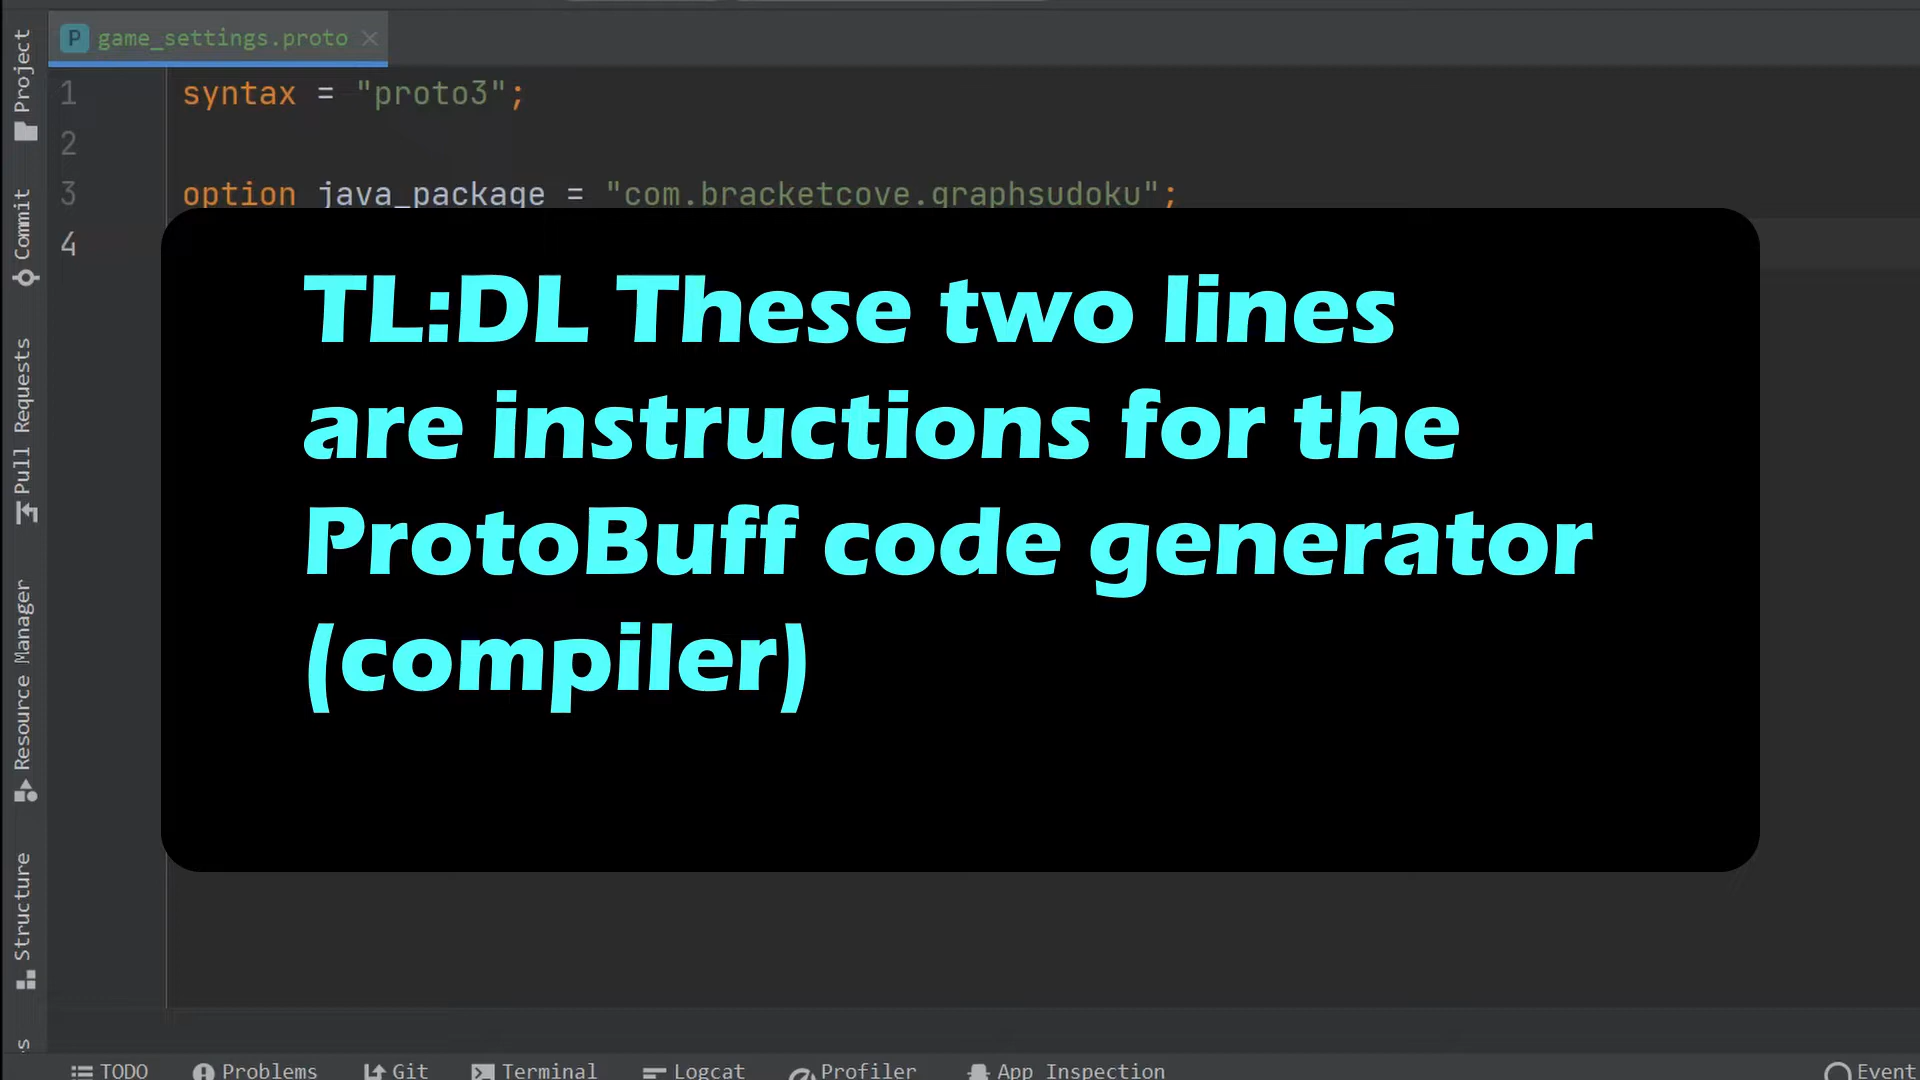 game_settings.proto
1 syntax = "proto3";
2
3 option java_package = "com.bracketcove.graphsudoku";
4
TL:DL These two lines
are instructions for the
ProtoBuff code generator
(compiler)
Project
Commit
Pull Requests
Resource Manager
Structure
TODO Problems Git Terminal Logcat Profiler App Inspection Event